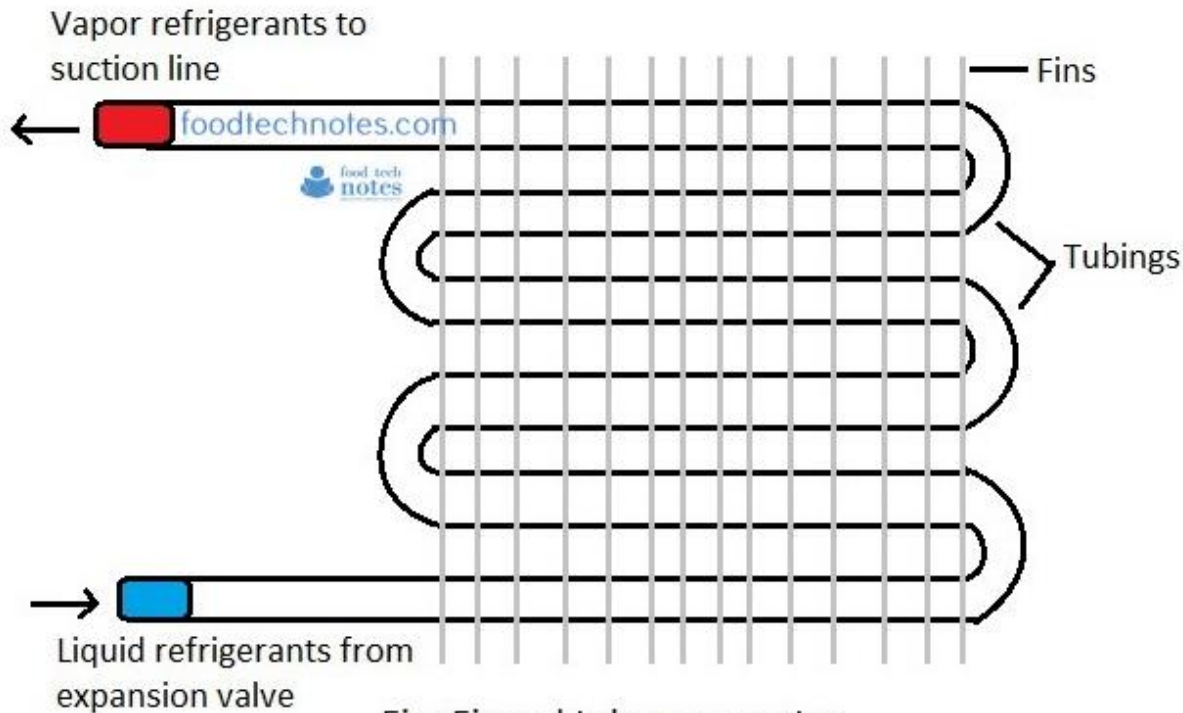 Vapor refrigerants to
suction line
Fins
foodtechnotes.com
food tech
notes
Tubings
Liquid refrigerants from
expansion valve